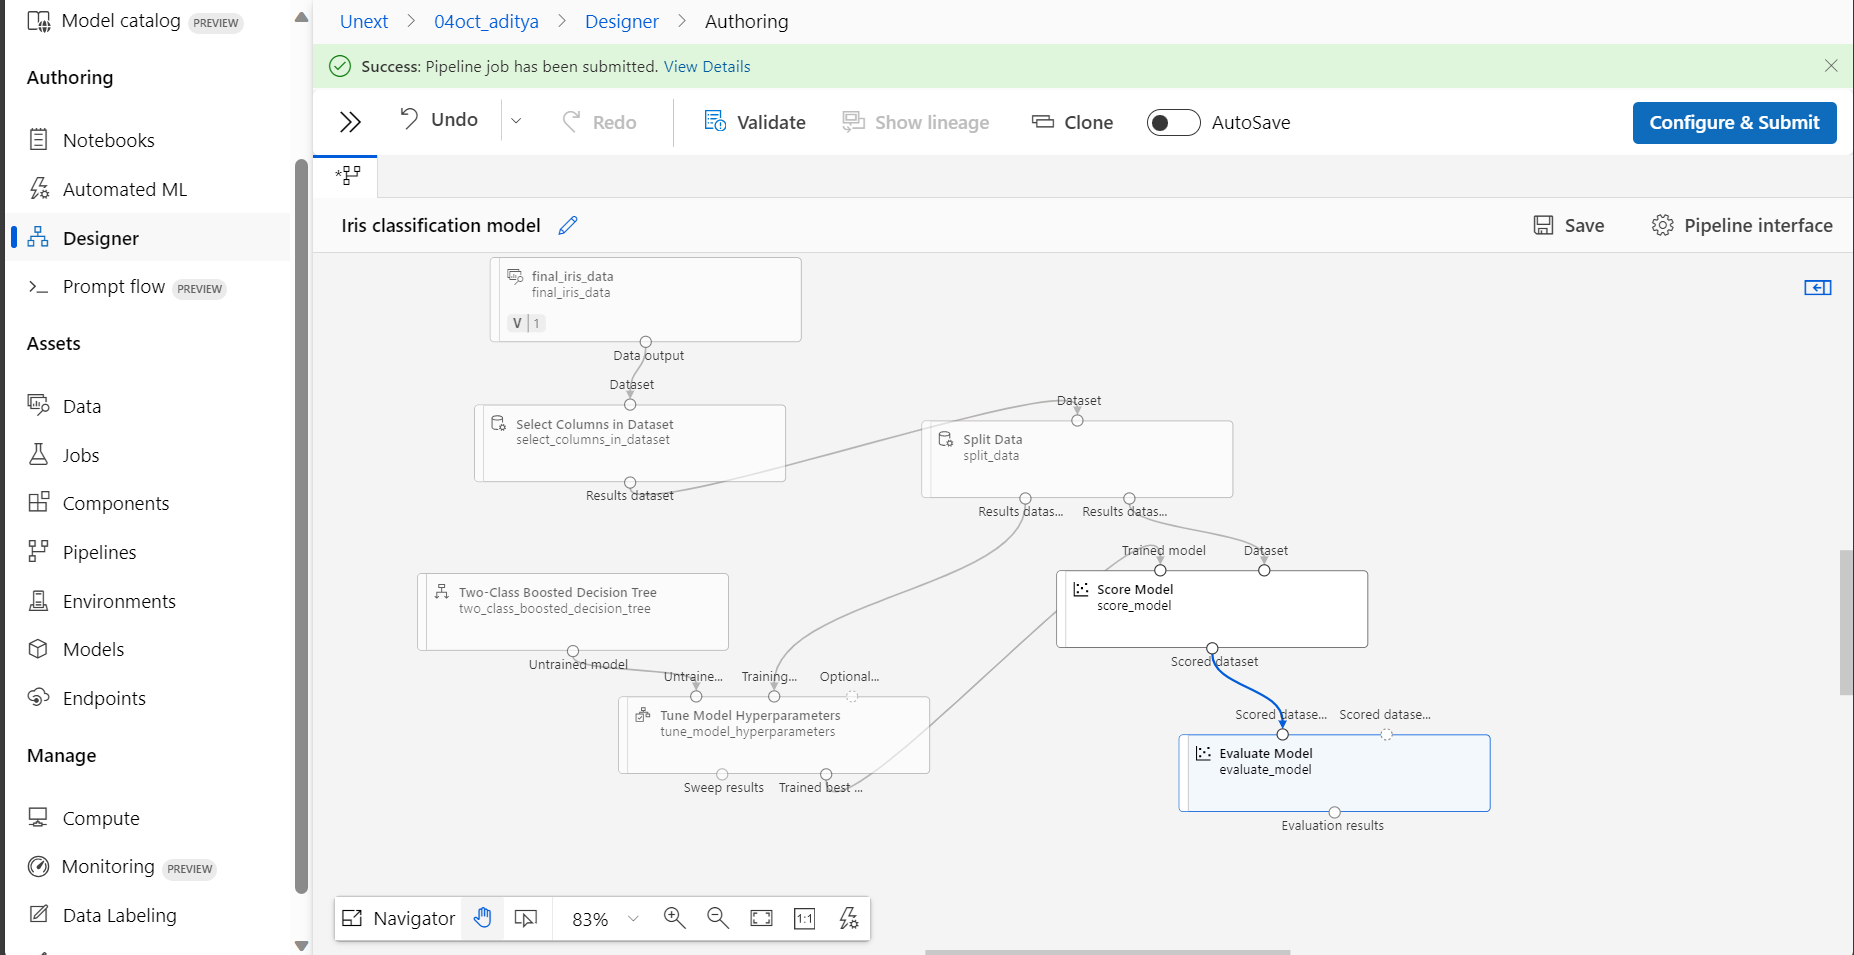 Model catalog PREVIEW
Authoring
Notebooks
Automated ML
Designer
Prompt flow PREVIEW
Assets
Data
Jobs
Components
Pipelines
Environments
Models
Endpoints
Manage
Compute
Monitoring PREVIEW
Data Labeling
Unext > 04oct_aditya > Designer > Authoring
Success: Pipeline job has been submitted. View Details
Undo Redo Validate Show lineage Clone AutoSave Configure & Submit
*
Iris classification model Save Pipeline interface
final_iris_data
final_iris_data
V 1
Data output
Dataset
Select Columns in Dataset
select_columns_in_dataset
Results dataset
Dataset
Split Data
split_data
Results datas... Results datas...
Trained model Dataset
Score Model
score_model
Scored dataset
Two-Class Boosted Decision Tree
two_class_boosted_decision_tree
Untrained model
Untraine... Training... Optional...
Tune Model Hyperparameters
tune_model_hyperparameters
Sweep results Trained best ...
Scored datase... Scored datase...
Evaluate Model
evaluate_model
Evaluation results
Navigator 83% 1:1